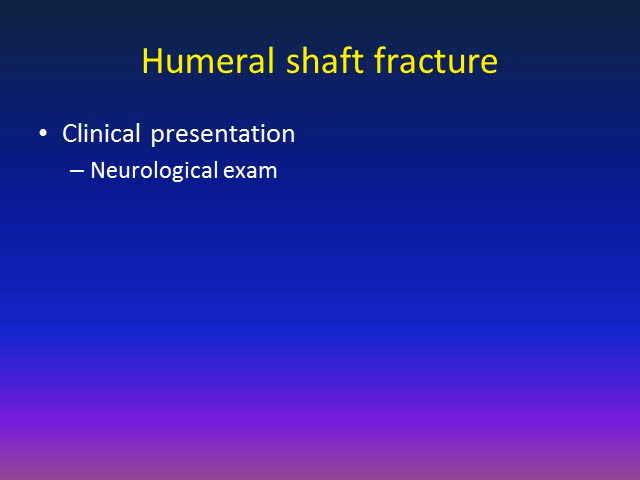 Humeral shaft fracture
• Clinical presentation
– Neurological exam